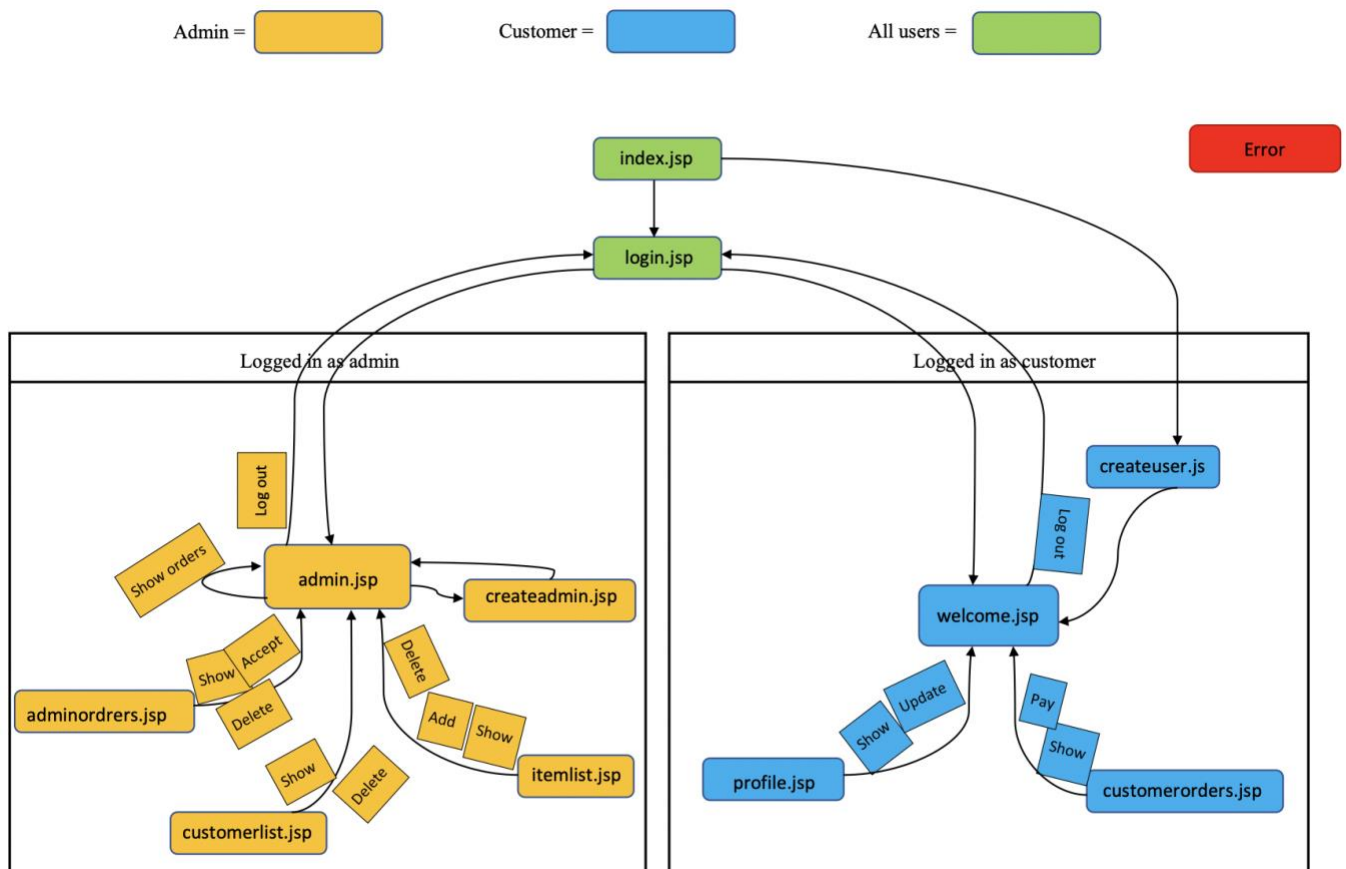 Admin =
Customer =
All users =
Error
index.jsp
login.jsp
Logged in as admin
Logged in as customer
Log out
createuser.js
Log out
Show orders
admin.jsp
createadmin.jsp
welcome.jsp
Show
Accept
Delete
adminordrers.jsp
Delete
Add
Show
itemlist.jsp
Show
Delete
customerlist.jsp
Show
Update
profile.jsp
Pay
Show
customerorders.jsp